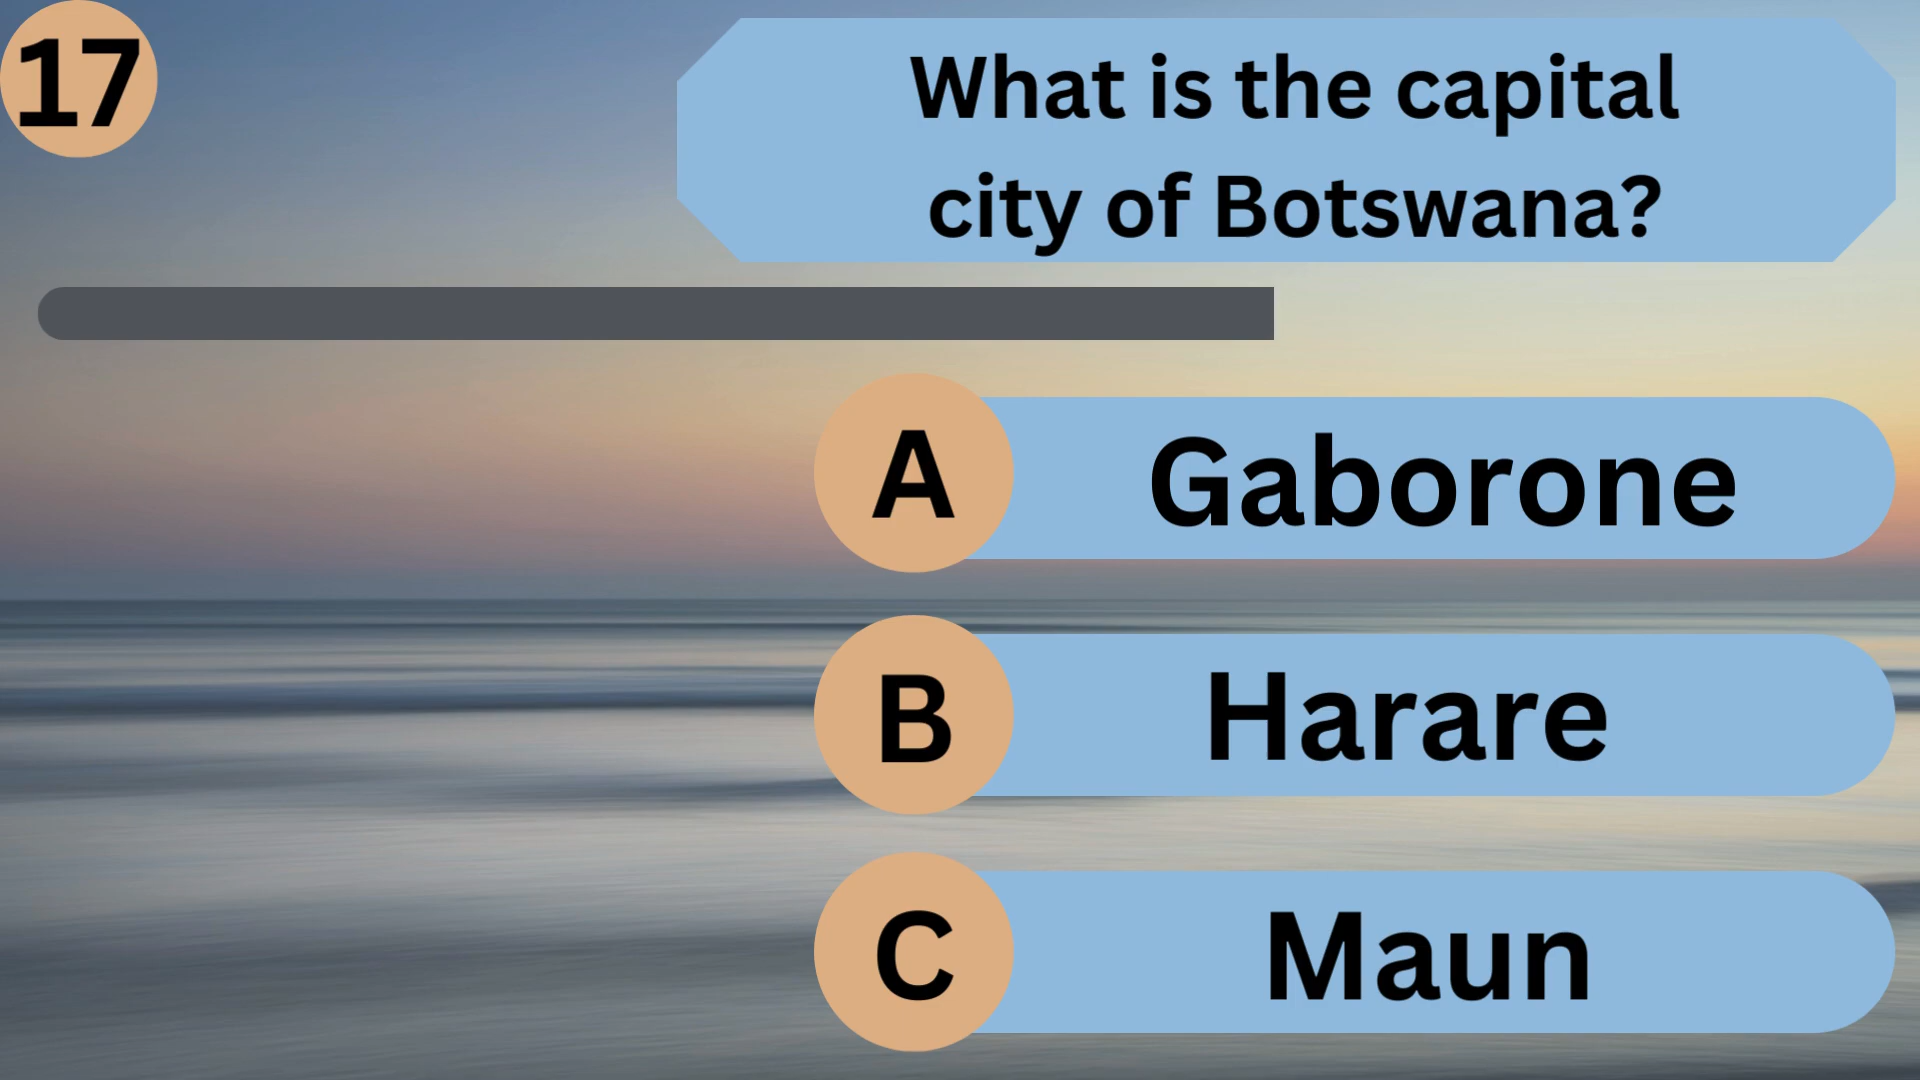 17
What is the capital
city of Botswana?
A Gaborone
B Harare
C Maun